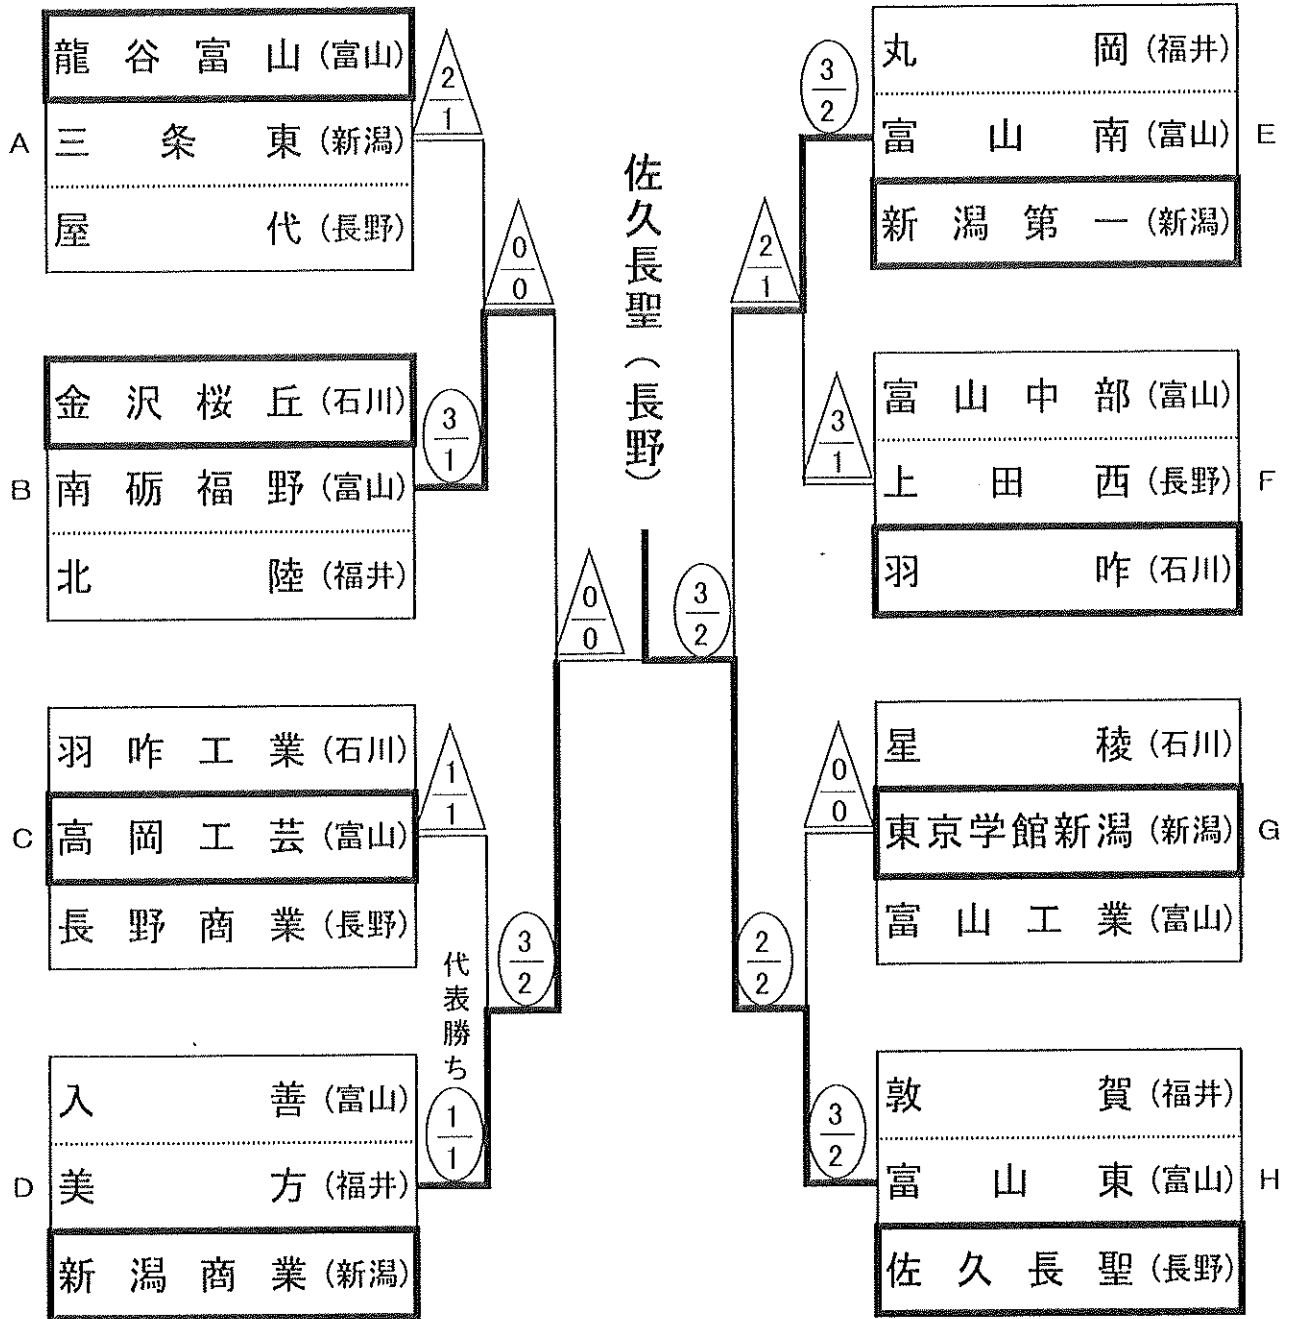 A
龍谷富山(富山)
三条東(新潟)
屋代(長野)
2
1
B
金沢桜丘(石川)
南砺福野(富山)
北陸(福井)
3
1
0
0
C
羽咋工業(石川)
高岡工芸(富山)
長野商業(長野)
1
1
代表勝ち
D
入善(富山)
美方(福井)
新潟商業(新潟)
1
1
3
2
0
0
佐久長聖(長野)
3
2
E
丸岡(福井)
富山南(富山)
新潟第一(新潟)
3
2
2
1
F
富山中部(富山)
上田西(長野)
羽咋(石川)
3
1
G
星稜(石川)
東京学館新潟(新潟)
富山工業(富山)
0
0
2
2
H
敦賀(福井)
富山東(富山)
佐久長聖(長野)
3
2